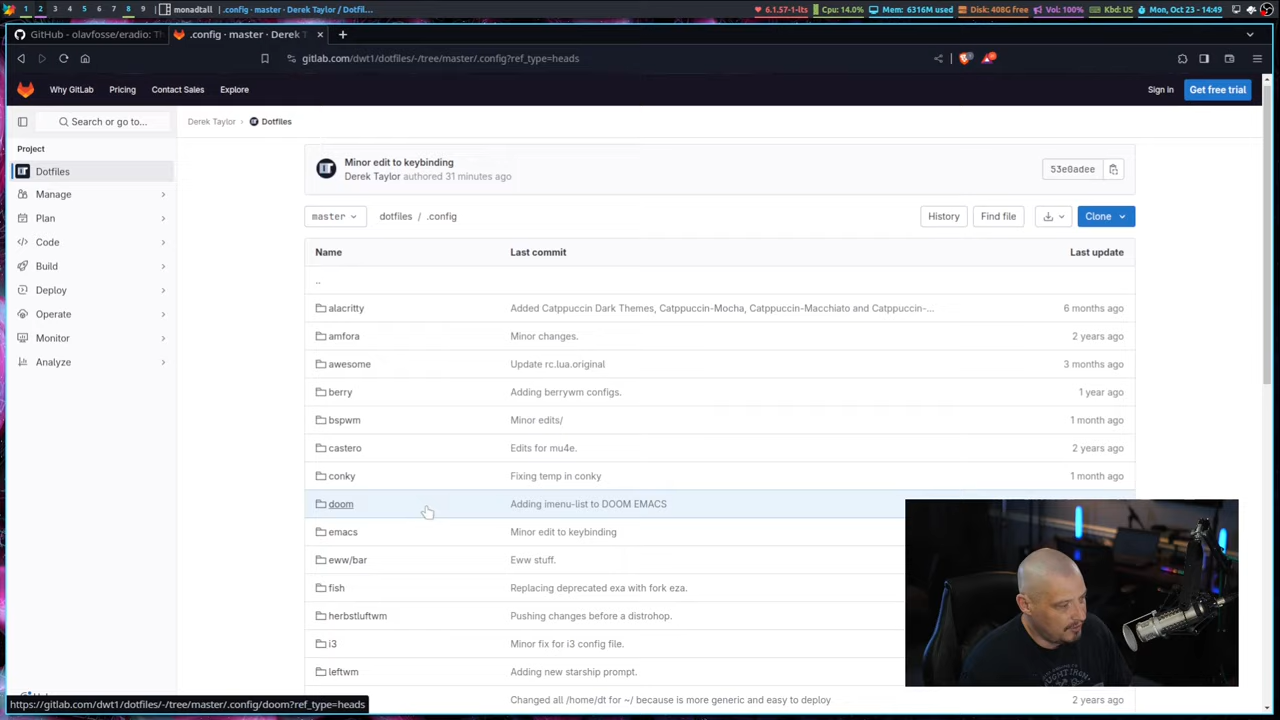 1 2 3 4 5 6 7 8 9 | monadtall | .config · master · Derek Taylor / Dotfil...
6.1.57-1-lts Cpu: 14.0% Mem: 6316M used Disk: 408G free Vol: 100% Kbd: US Mon, Oct 23 - 14:49
GitHub - olavfosse/eradio: Th
.config · master · Derek T
gitlab.com/dwt1/dotfiles/-/tree/master/.config?ref_type=heads
Why GitLab Pricing Contact Sales Explore Sign in Get free trial
Search or go to...
Project
Dotfiles
Manage
Plan
Code
Build
Deploy
Operate
Monitor
Analyze
Derek Taylor > Dotfiles
Minor edit to keybinding
Derek Taylor authored 31 minutes ago
53e0adee
master dotfiles / .config History Find file Clone
Name Last commit Last update
..
alacritty Added Catppuccin Dark Themes, Catppuccin-Mocha, Catppuccin-Macchiato and Catppuccin-... 6 months ago
amfora Minor changes. 2 years ago
awesome Update rc.lua.original 3 months ago
berry Adding berrywm configs. 1 year ago
bspwm Minor edits/ 1 month ago
castero Edits for mu4e. 2 years ago
conky Fixing temp in conky 1 month ago
doom Adding imenu-list to DOOM EMACS
emacs Minor edit to keybinding
eww/bar Eww stuff.
fish Replacing deprecated exa with fork eza.
herbstluftwm Pushing changes before a distrohop.
i3 Minor fix for i3 config file.
leftwm Adding new starship prompt.
Changed all /home/dt for ~/ because is more generic and easy to deploy 2 years ago
https://gitlab.com/dwt1/dotfiles/-/tree/master/.config/doom?ref_type=heads